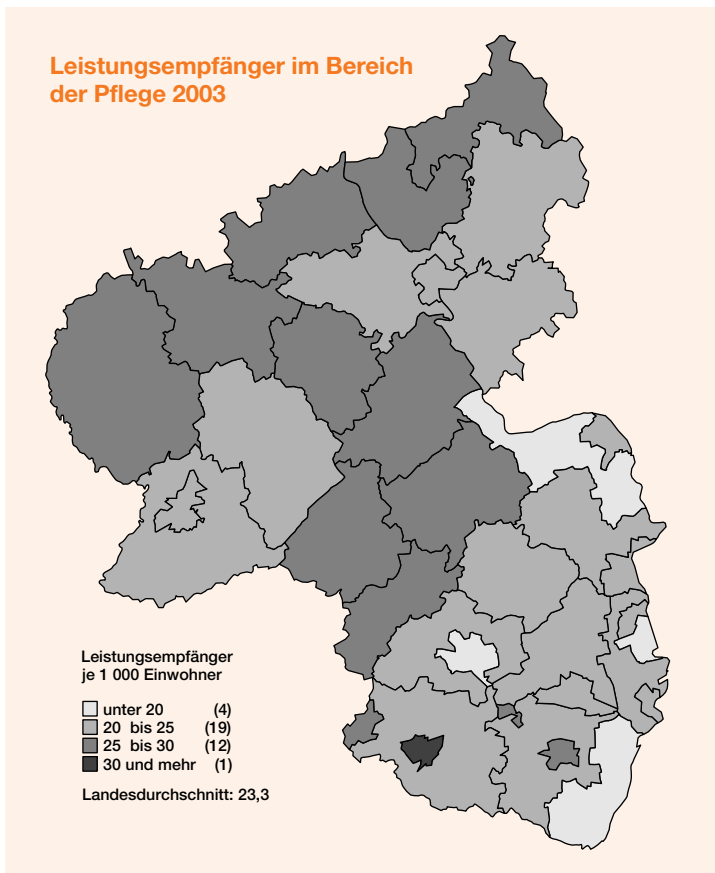 Leistungsempfänger im Bereich
der Pflege 2003
Leistungsempfänger
je 1 000 Einwohner
unter 20 (4)
20 bis 25 (19)
25 bis 30 (12)
30 und mehr (1)
Landesdurchschnitt: 23,3